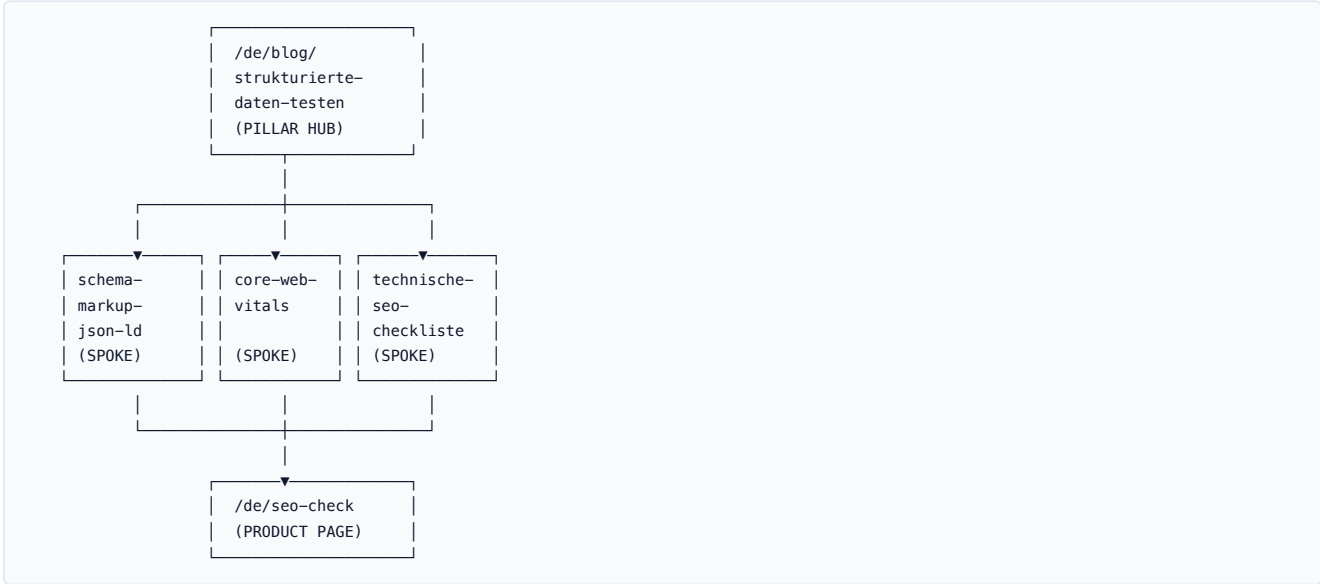 /de/blog/
strukturierte-
daten-testen
(PILLAR HUB)
schema-
markup-
json-ld
(SPOKE)
core-web-
vitals
(SPOKE)
technische-
seo-
checkliste
(SPOKE)
/de/seo-check
(PRODUCT PAGE)